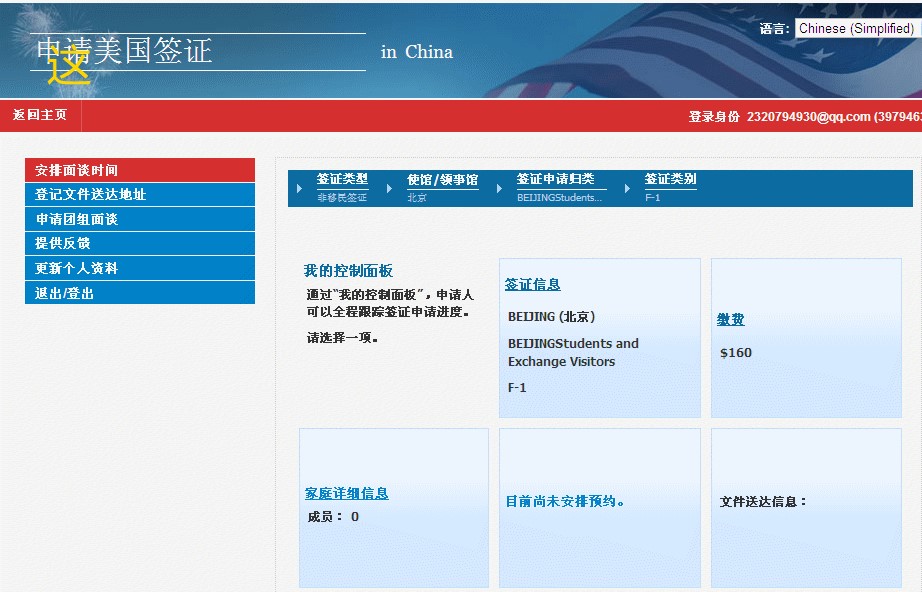 申请美国签证
这
in China
语言: Chinese (Simplified)
返回主页
登录身份 2320794930@qq.com (397946
安排面谈时间
登记文件送达地址
申请团组面谈
提供反馈
更新个人资料
退出/登出
签证类型 使馆/领事馆 签证申请归类 签证类别
非移民签证 北京 BEIJINGStudents... F-1
我的控制面板
通过“我的控制面板”，申请人
可以全程跟踪签证申请进度。
请选择一项。
签证信息
BEIJING (北京)
BEIJINGStudents and
Exchange Visitors
F-1
缴费
$160
家庭详细信息
成员： 0
目前尚未安排预约。
文件送达信息：